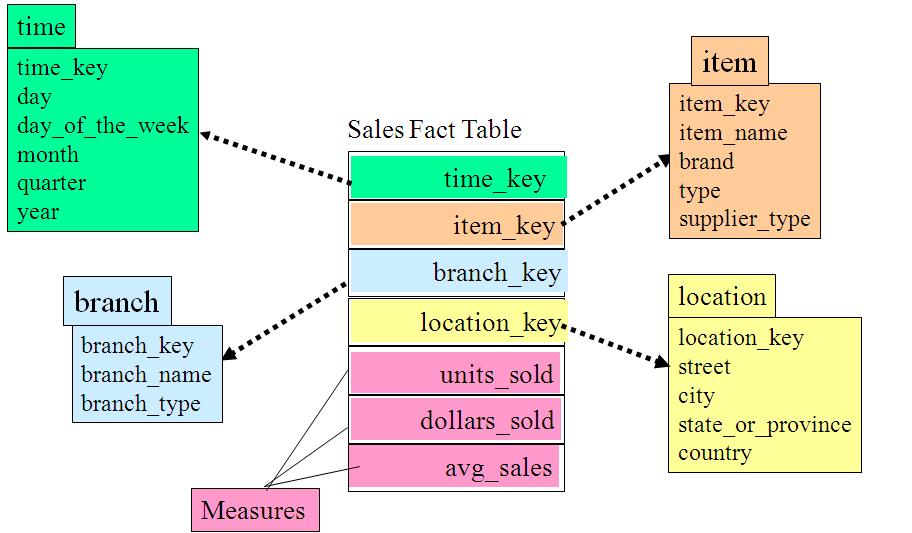 time
time_key
day
day_of_the_week
month
quarter
year
item
item_key
item_name
brand
type
supplier_type
Sales Fact Table
time_key
item_key
branch_key
location_key
units_sold
dollars_sold
avg_sales
branch
branch_key
branch_name
branch_type
location
location_key
street
city
state_or_province
country
Measures